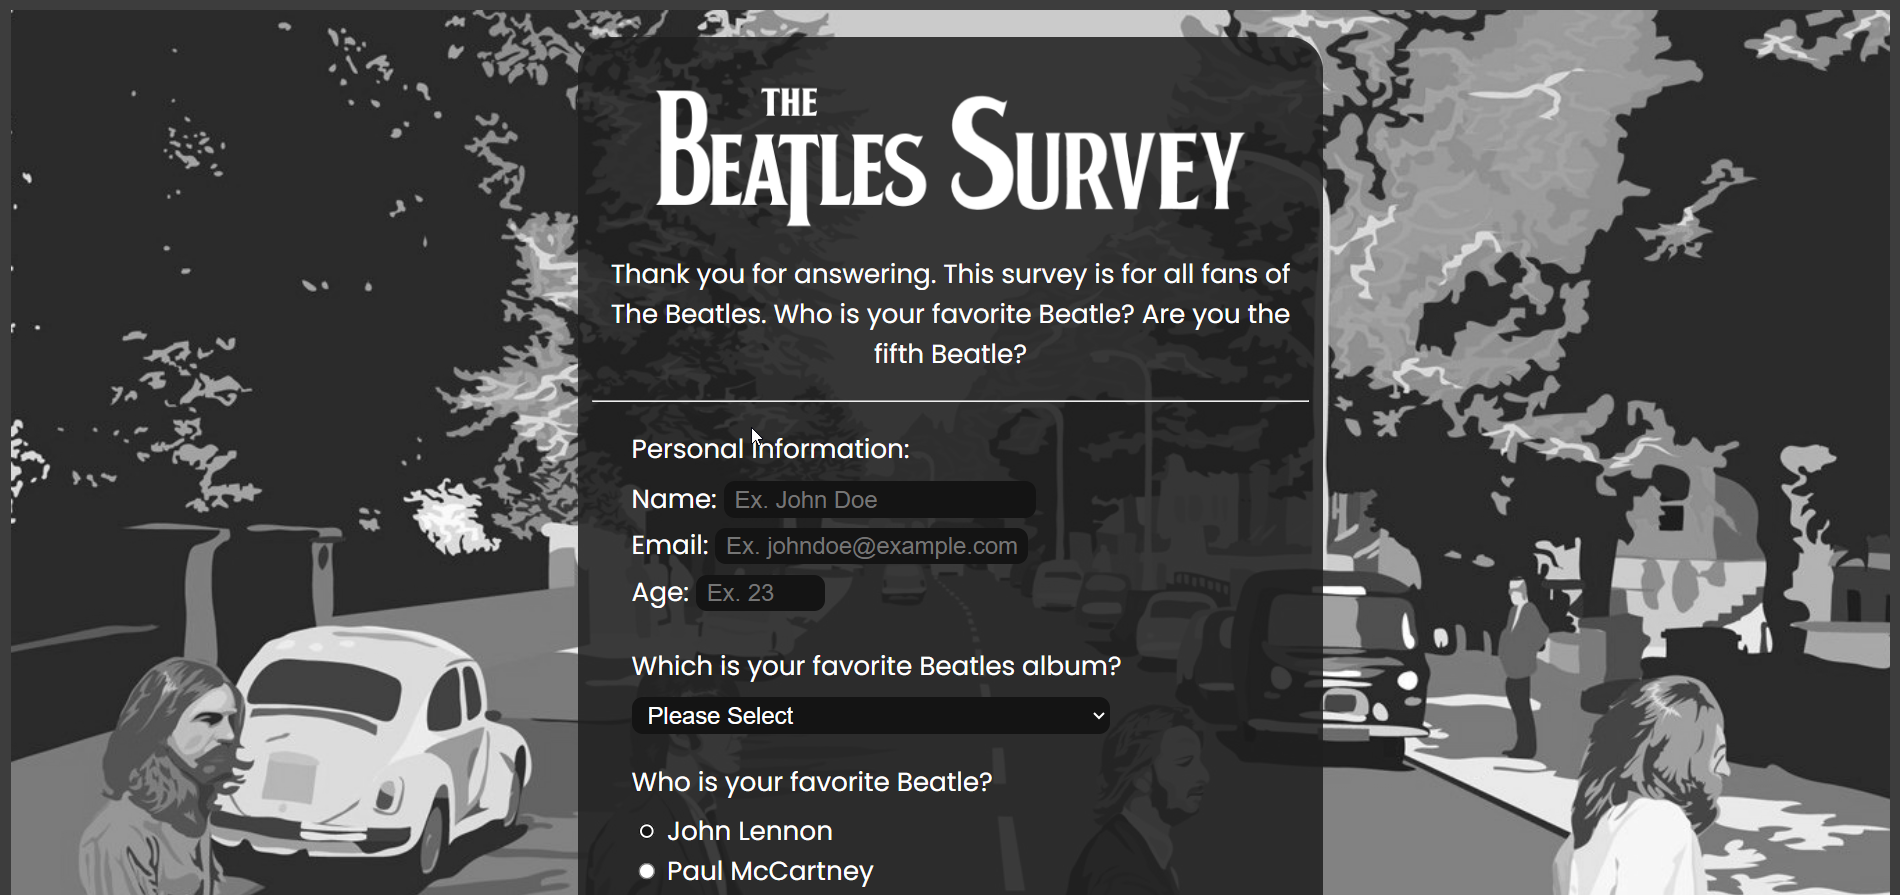 THE
BEATLES SURVEY
Thank you for answering. This survey is for all fans of
The Beatles. Who is your favorite Beatle? Are you the
fifth Beatle?
Personal Information:
Name: Ex. John Doe
Email: Ex. johndoe@example.com
Age: Ex. 23
Which is your favorite Beatles album?
Please Select
Who is your favorite Beatle?
John Lennon
Paul McCartney